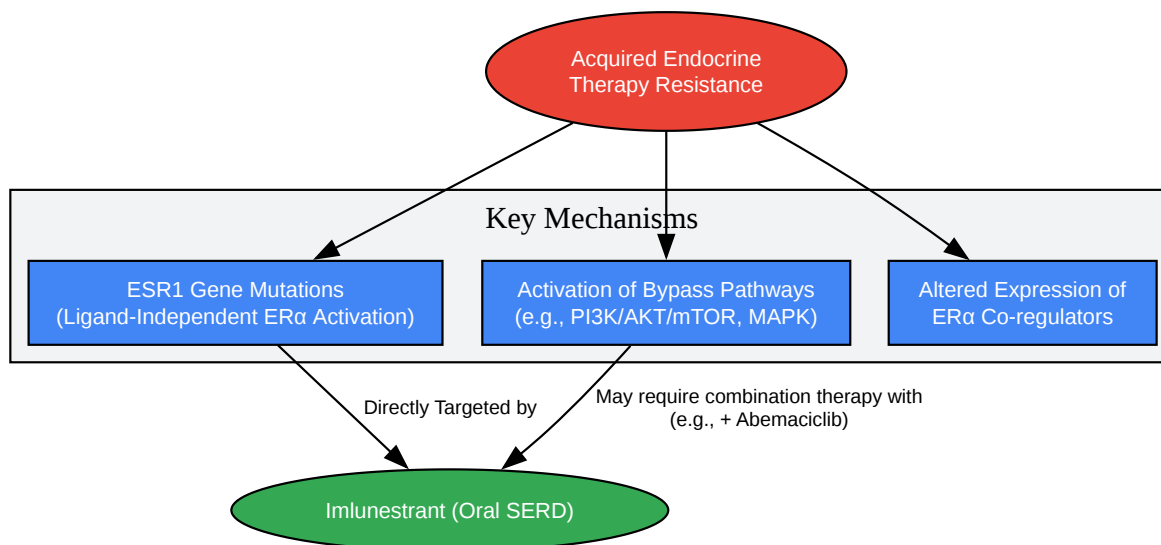 Acquired Endocrine
Therapy Resistance
Key Mechanisms
ESR1 Gene Mutations
(Ligand-Independent ERα Activation)
Activation of Bypass Pathways
(e.g., PI3K/AKT/mTOR, MAPK)
Altered Expression of
ERα Co-regulators
Directly Targeted by
May require combination therapy with
(e.g., + Abemaciclib)
Imlunestrant (Oral SERD)